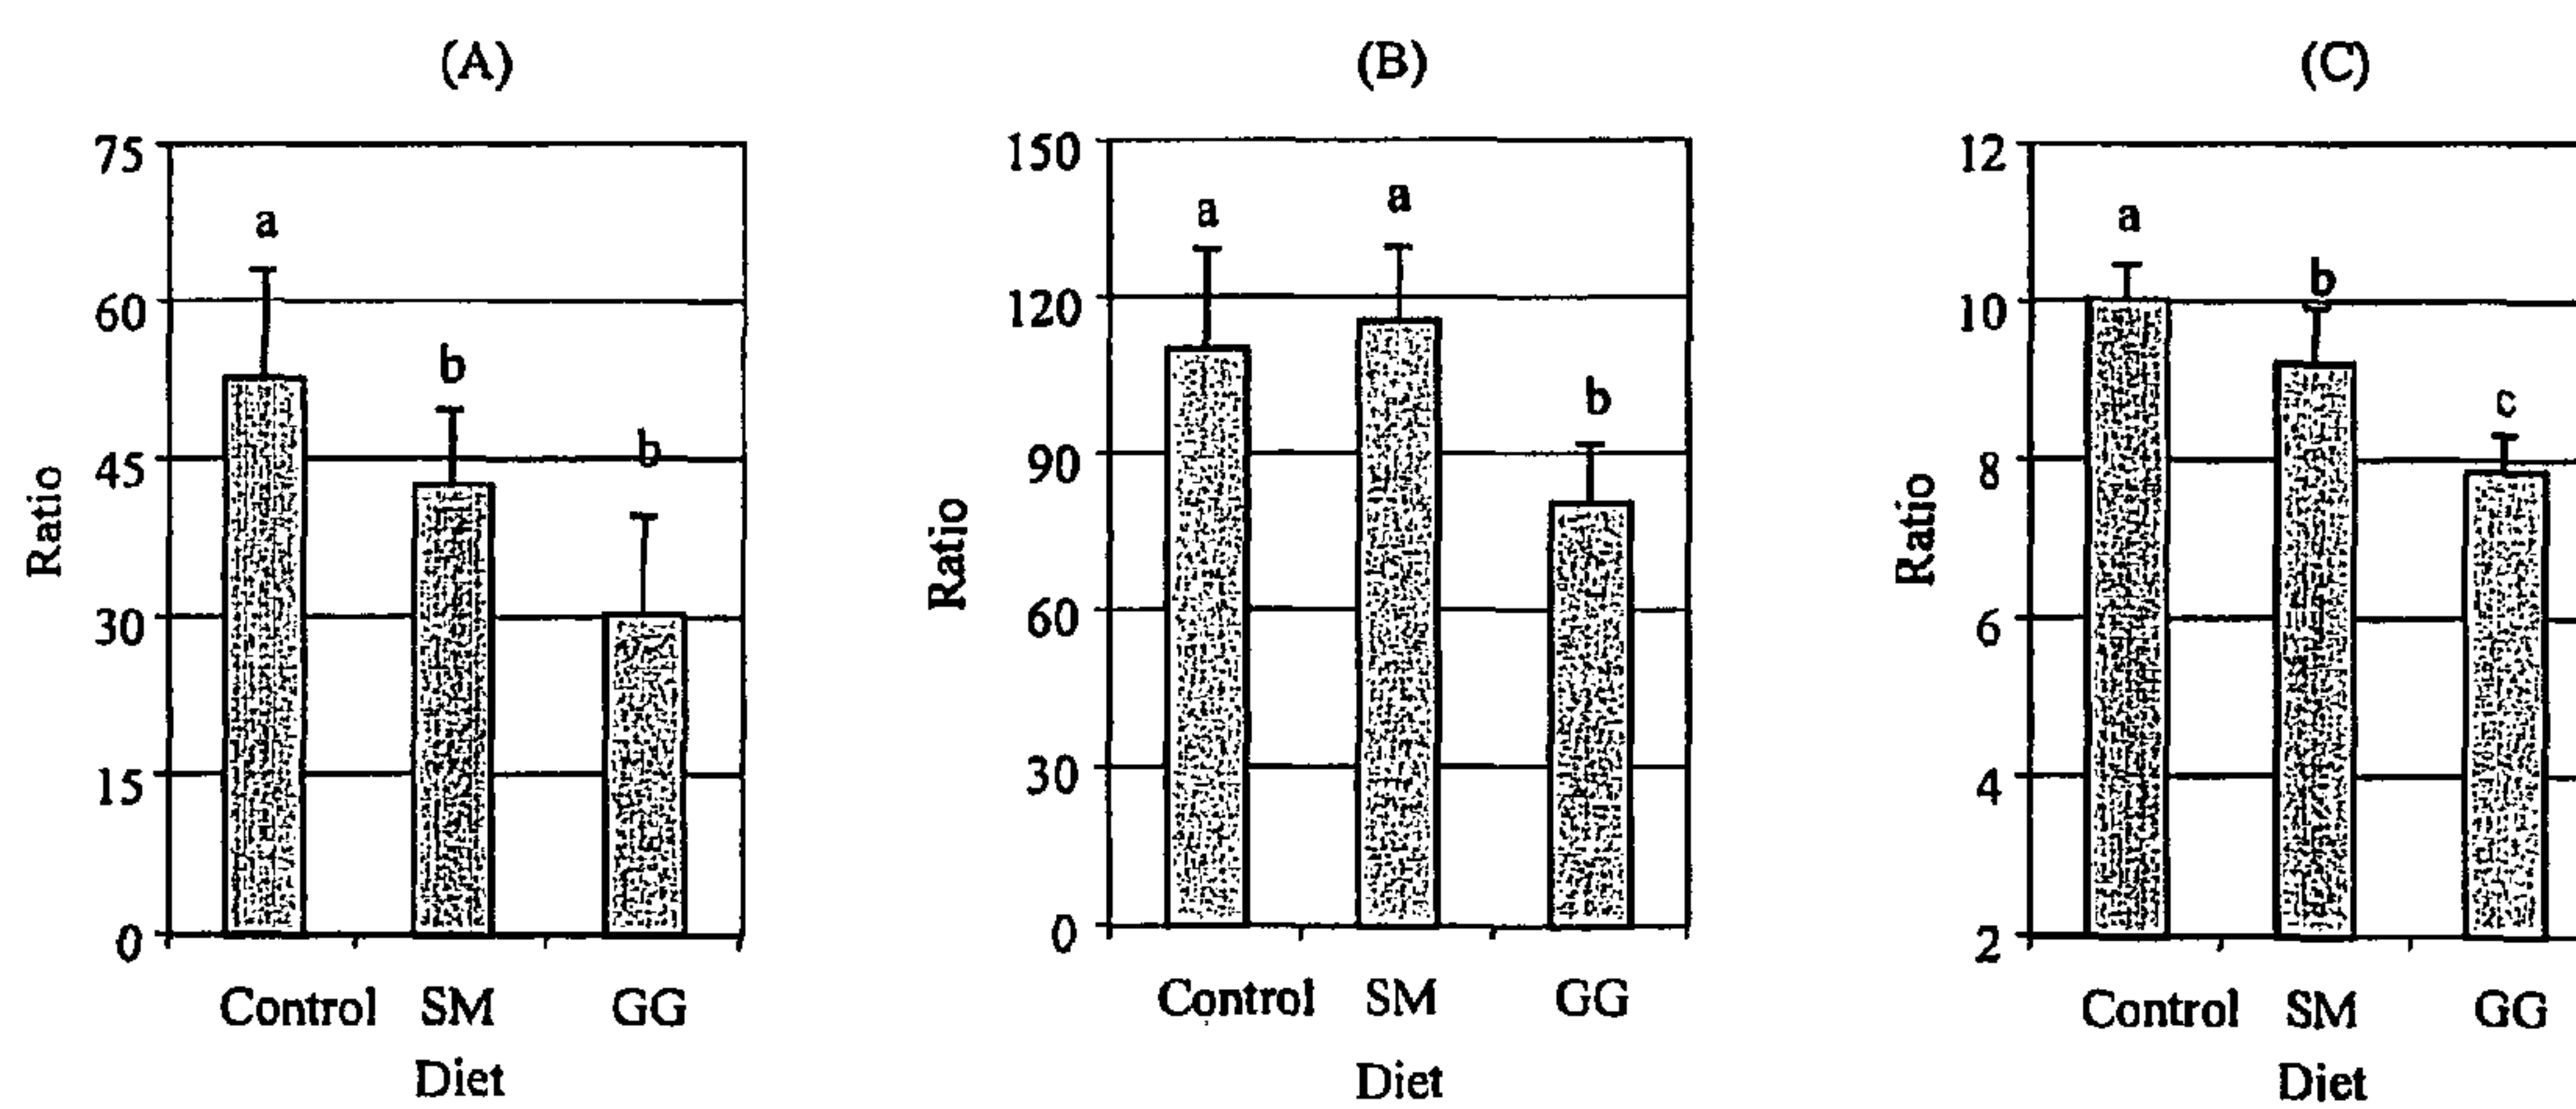 (A)
75
60
45
30
15
0
Ratio
a
b
b
Control SM GG
Diet
(B)
150
120
90
60
30
0
Ratio
a
a
b
Control SM GG
Diet
(C)
12
10
8
6
4
2
Ratio
a
b
c
Control SM GG
Diet